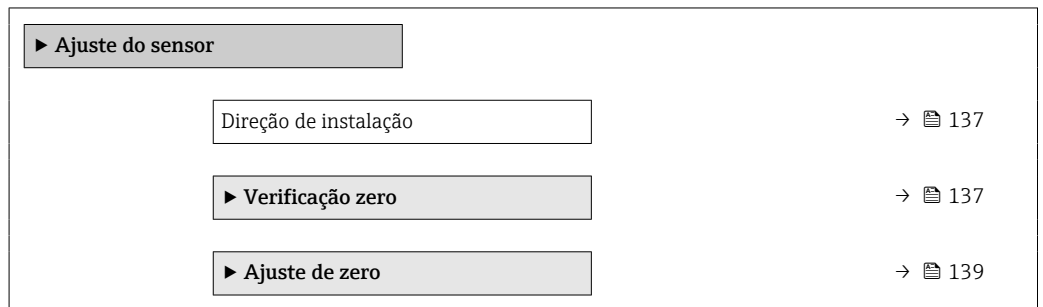 ▶ Ajuste do sensor
Direção de instalação → 137
▶ Verificação zero → 137
▶ Ajuste de zero → 139